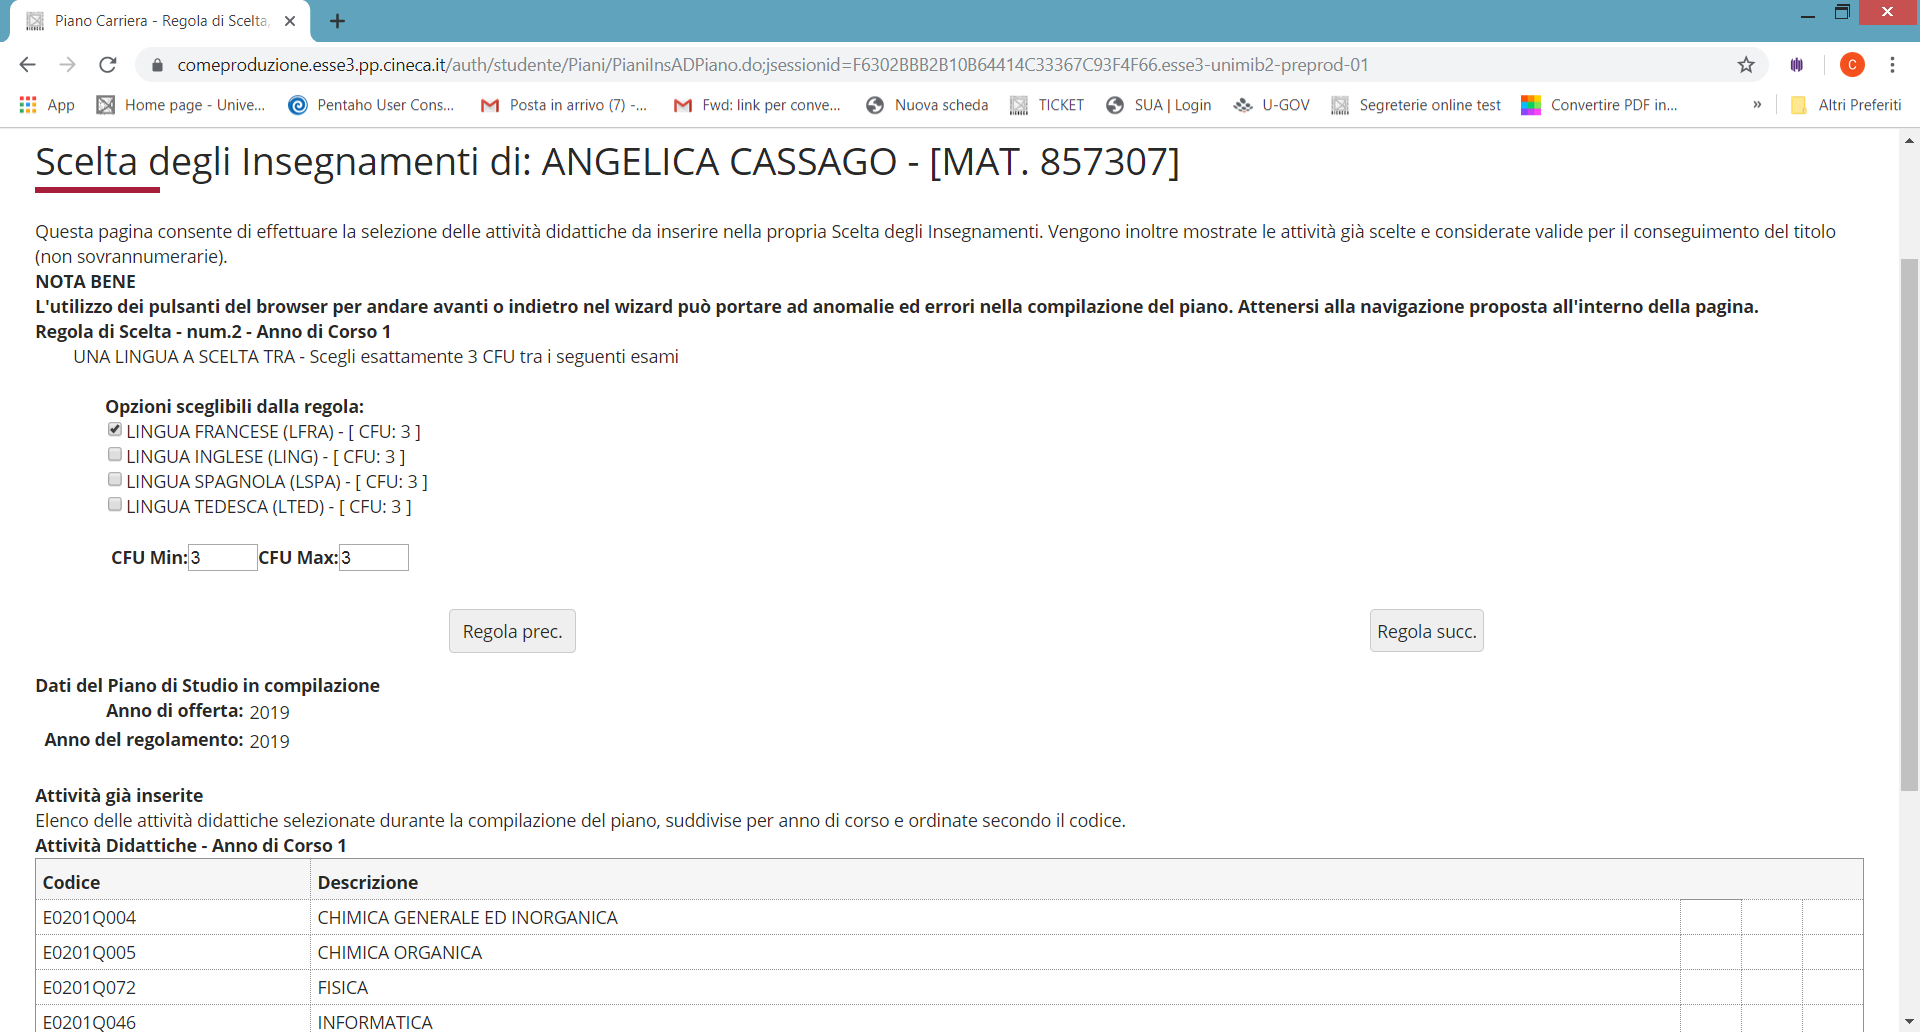 Piano Carriera - Regola di Scelta,
comeproduzione.esse3.pp.cineca.it/auth/studente/Piani/PianiInsADPiano.do;jsessionid=F6302BBB2B10B64414C33367C93F4F66.esse3-unimib2-preprod-01
C
App Home page - Unive... Pentaho User Cons... Posta in arrivo (7) -... Fwd: link per conve... Nuova scheda TICKET SUA | Login U-GOV Segreterie online test Convertire PDF in... » Altri Preferiti
Scelta degli Insegnamenti di: ANGELICA CASSAGO - [MAT. 857307]
Questa pagina consente di effettuare la selezione delle attività didattiche da inserire nella propria Scelta degli Insegnamenti. Vengono inoltre mostrate le attività già scelte e considerate valide per il conseguimento del titolo
(non sovrannumerarie).
NOTA BENE
L'utilizzo dei pulsanti del browser per andare avanti o indietro nel wizard può portare ad anomalie ed errori nella compilazione del piano. Attenersi alla navigazione proposta all'interno della pagina.
Regola di Scelta - num.2 - Anno di Corso 1
UNA LINGUA A SCELTA TRA - Scegli esattamente 3 CFU tra i seguenti esami
Opzioni sceglibili dalla regola:
LINGUA FRANCESE (LFRA) - [ CFU: 3 ]
LINGUA INGLESE (LING) - [ CFU: 3 ]
LINGUA SPAGNOLA (LSPA) - [ CFU: 3 ]
LINGUA TEDESCA (LTED) - [ CFU: 3 ]
CFU Min: 3 CFU Max: 3
Regola prec. Regola succ.
Dati del Piano di Studio in compilazione
Anno di offerta: 2019
Anno del regolamento: 2019
Attività già inserite
Elenco delle attività didattiche selezionate durante la compilazione del piano, suddivise per anno di corso e ordinate secondo il codice.
Attività Didattiche - Anno di Corso 1
Codice Descrizione
E0201Q004 CHIMICA GENERALE ED INORGANICA
E0201Q005 CHIMICA ORGANICA
E0201Q072 FISICA
E0201Q046 INFORMATICA